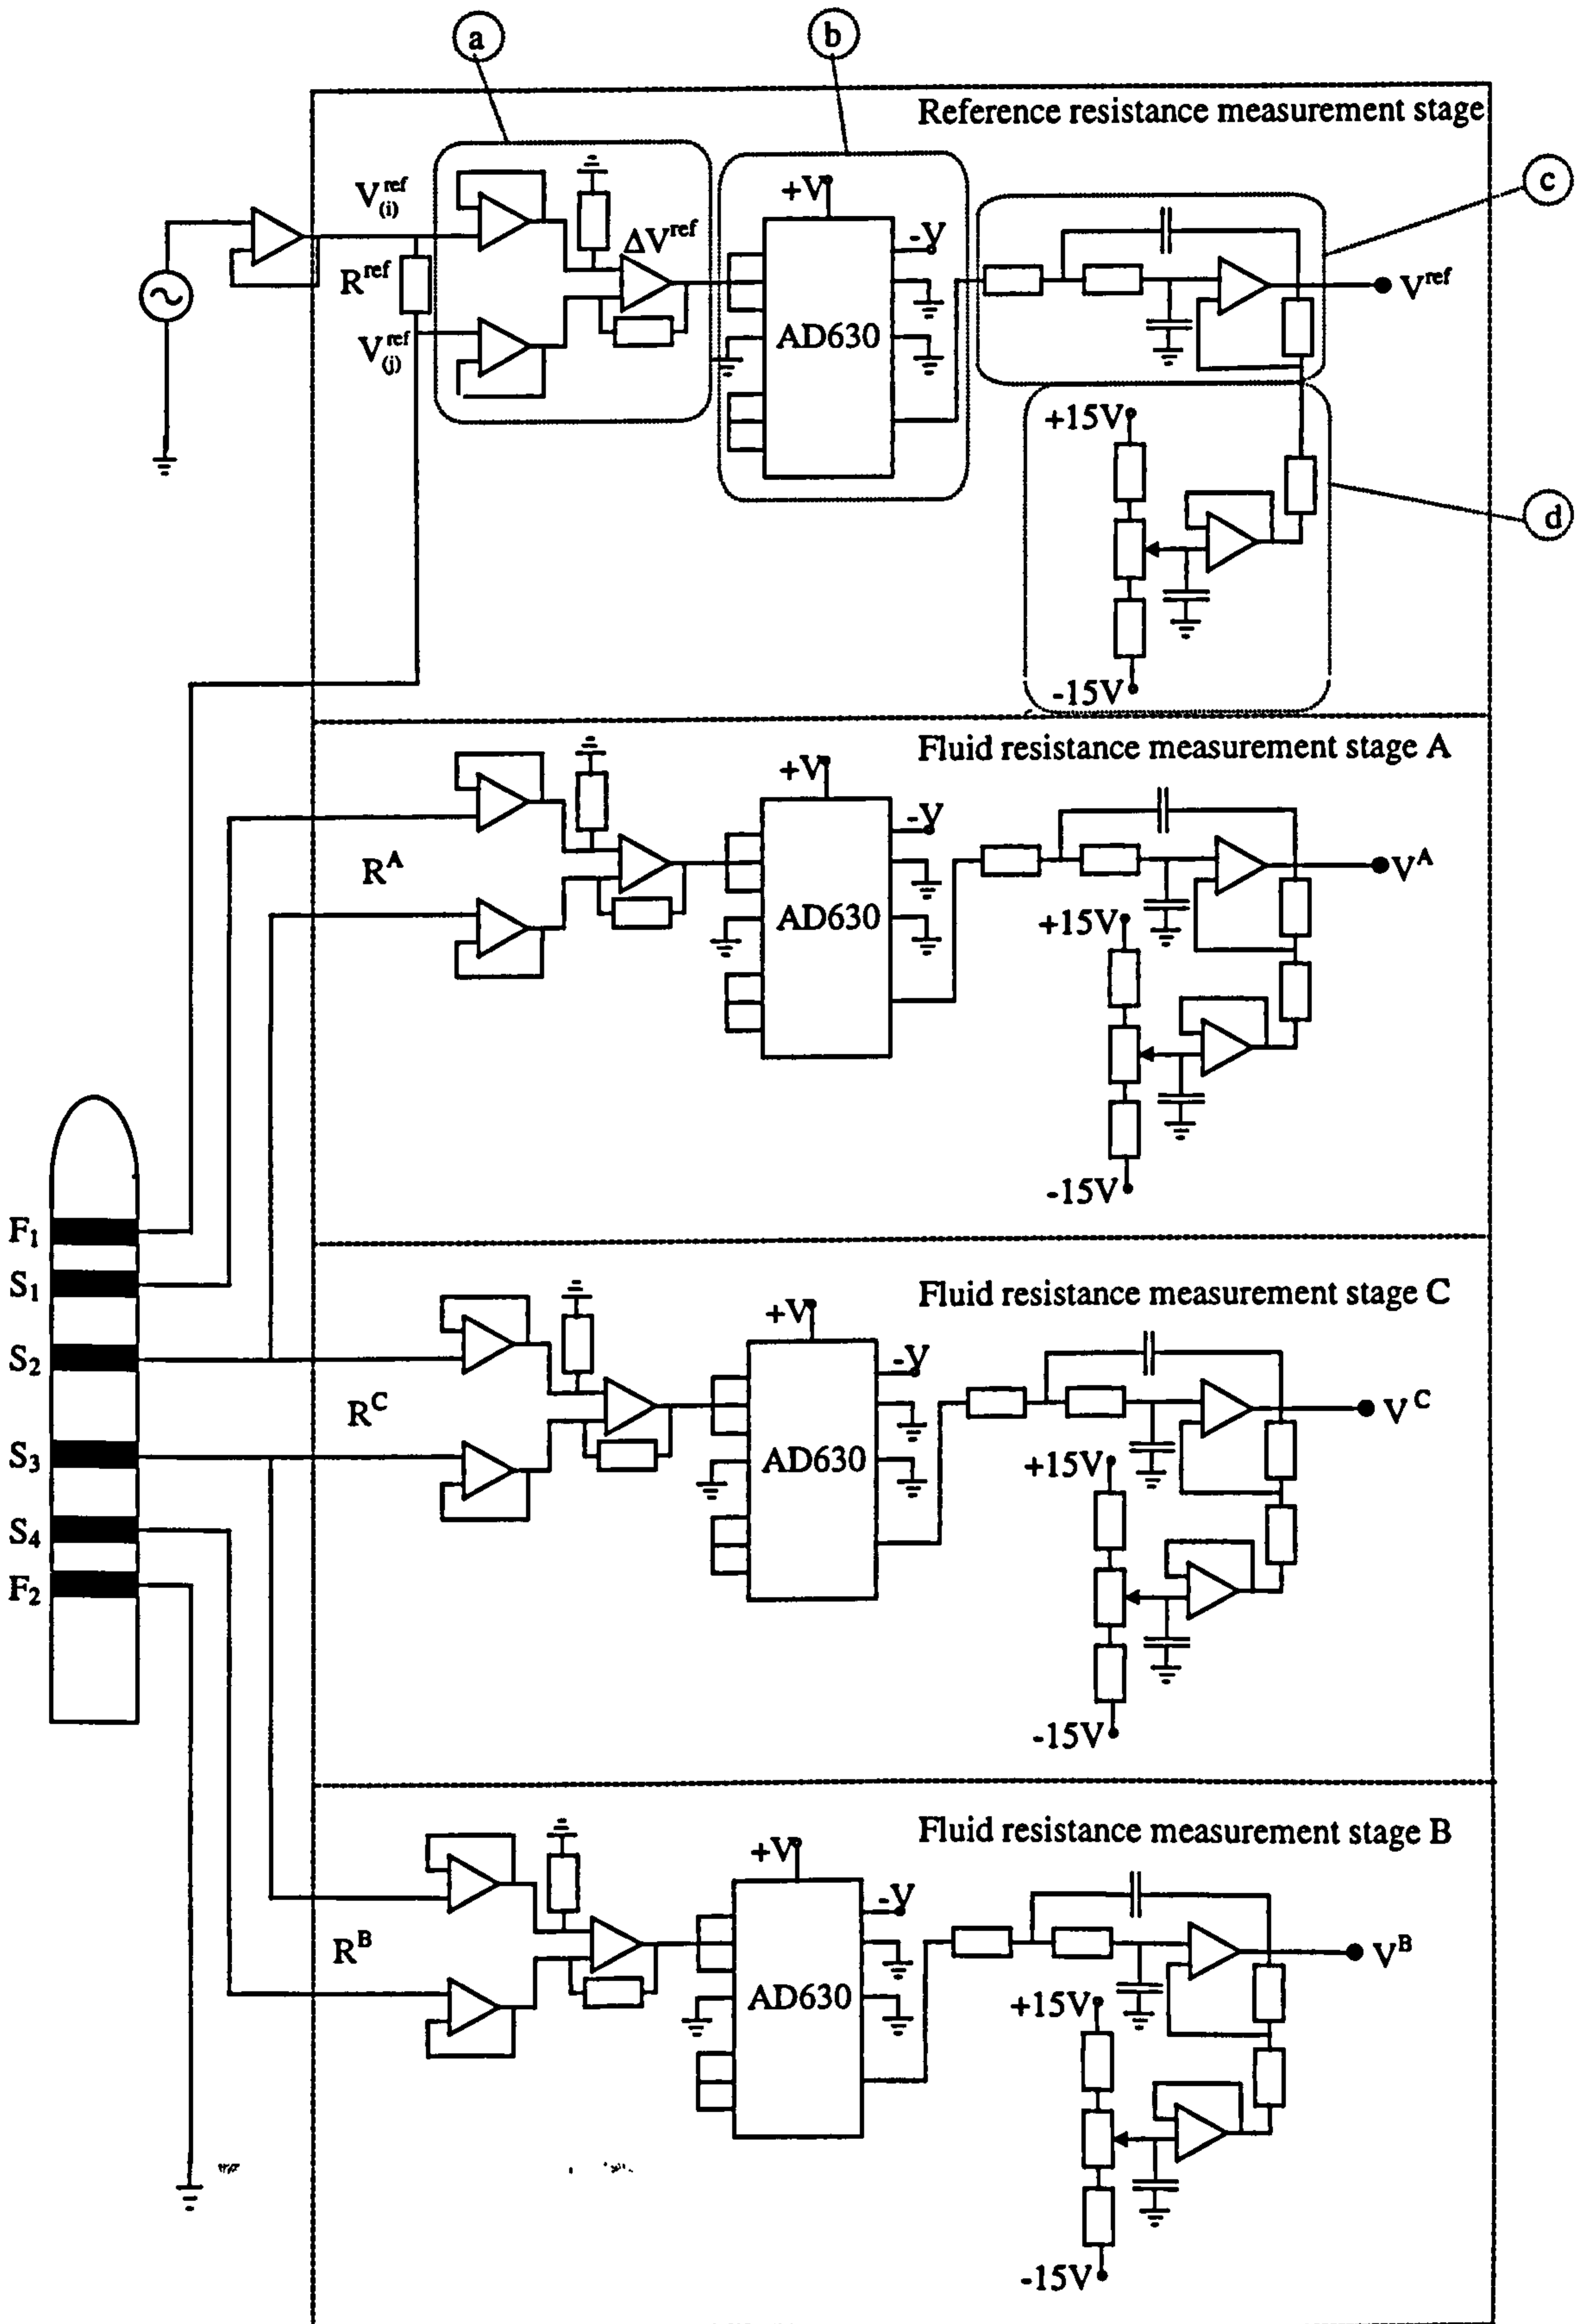 a
b
Reference resistance measurement stage
c
+V
V(i)ref
-V
ΔVref
Rref
Vref
AD630
V(j)ref
+15V
d
-15V
Fluid resistance measurement stage A
+V
-V
RA
VA
AD630
+15V
-15V
F1
S1
Fluid resistance measurement stage C
+V
-V
S2
RC
VC
S3
AD630
+15V
S4
F2
-15V
Fluid resistance measurement stage B
+V
-V
RB
VB
AD630
+15V
-15V